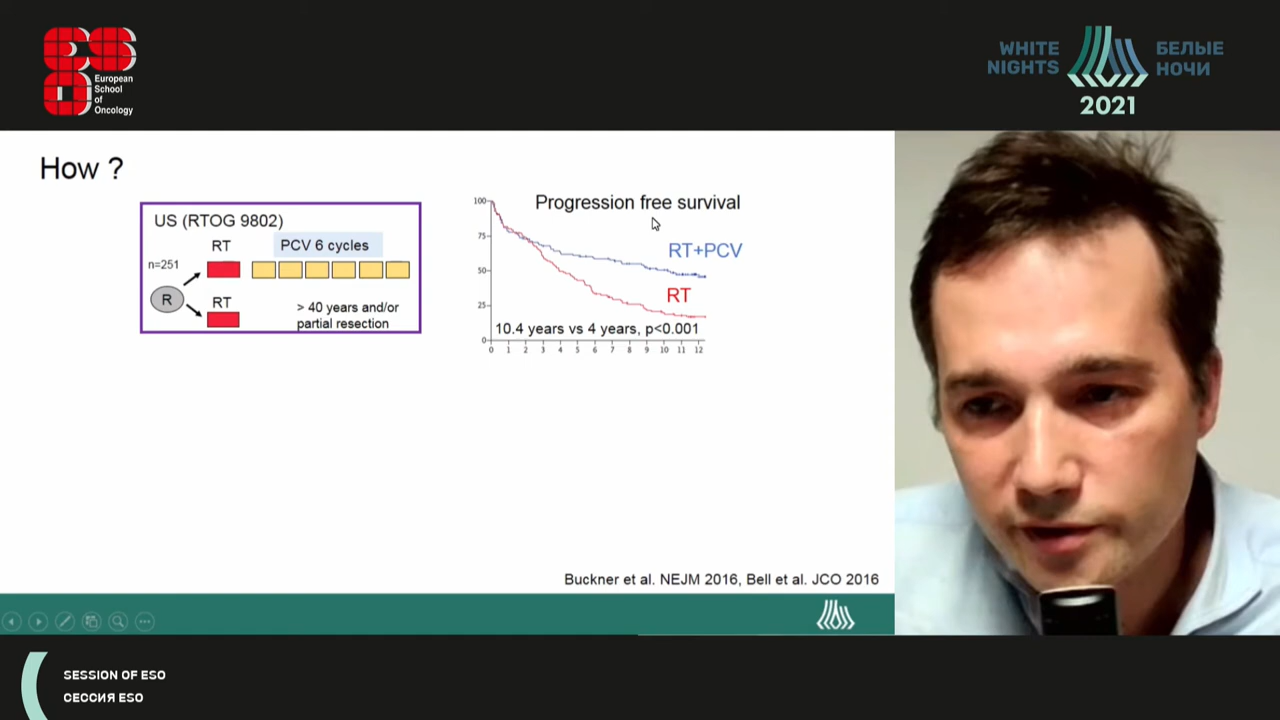 European
School
of
Oncology
WHITE
NIGHTS
БЕЛЫЕ
НОЧИ
2021
How ?
US (RTOG 9802)
RT
PCV 6 cycles
n=251
R
RT
> 40 years and/or
partial resection
Progression free survival
100
75
50
25
0
RT+PCV
RT
10.4 years vs 4 years, p<0.001
0 1 2 3 4 5 6 7 8 9 10 11 12
Buckner et al. NEJM 2016, Bell et al. JCO 2016
SESSION OF ESO
СЕССИЯ ESO